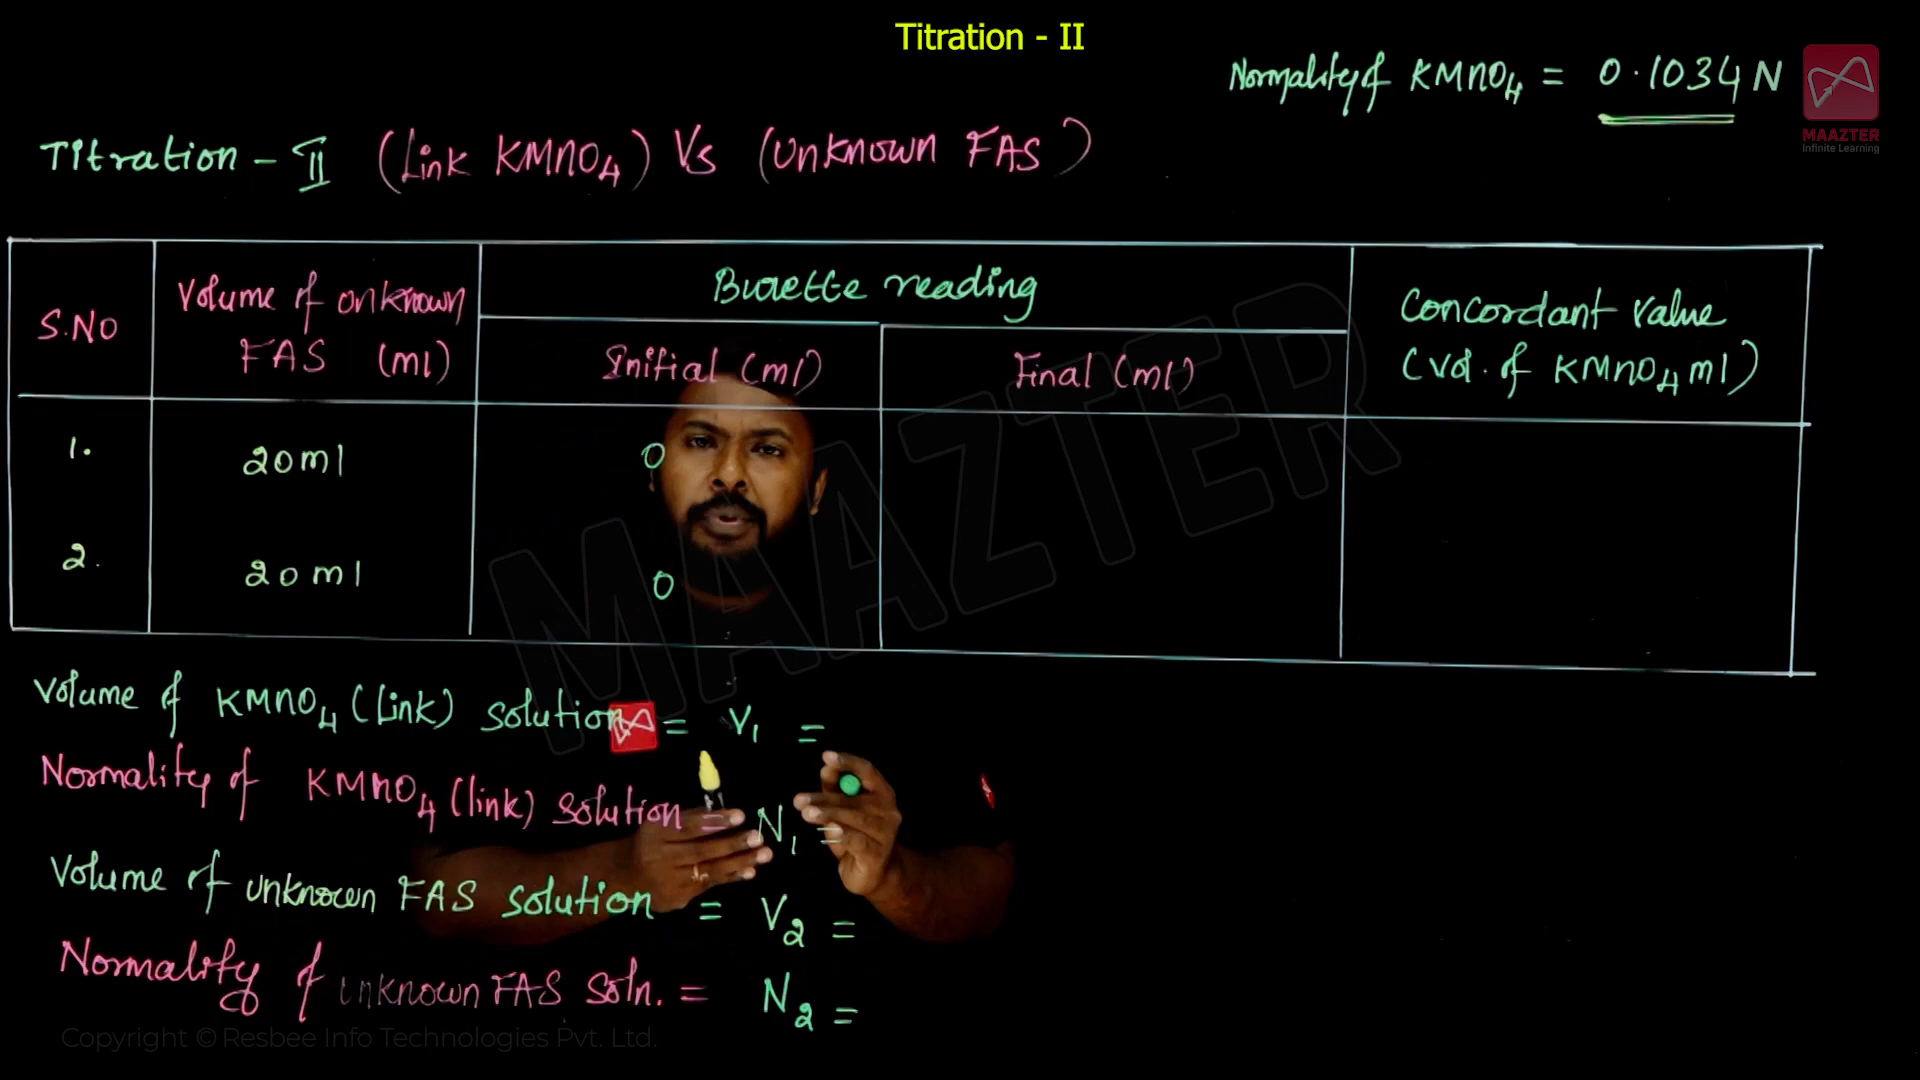 Titration - II
Normality of KMnO4 = 0.1034 N
MAAZTER
Infinite Learning
Titration - II (Link KMnO4) Vs (Unknown FAS)
S.No
Volume of unknown FAS (ml)
Burette reading
Initial (ml)
Final (ml)
Concordant Value (Vol. of KMnO4 ml)
1. 20ml 0
2. 20ml 0
MAAZTER
Volume of KMnO4 (Link) solution = V1 =
Normality of KMnO4 (link) solution = N1 =
Volume of unknown FAS solution = V2 =
Normality of unknown FAS Soln. = N2 =
Copyright © Resbee Info Technologies Pvt. Ltd.